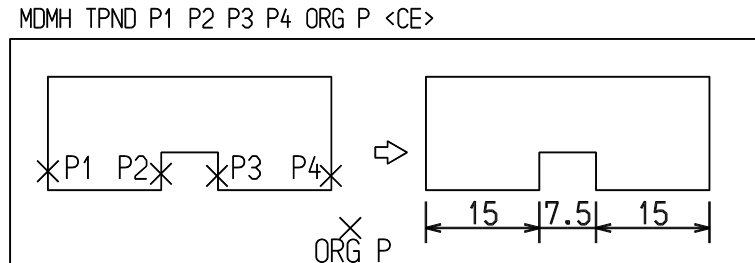 MDMH TPND P1 P2 P3 P4 ORG P <CE>
P1 P2 P3 P4
15 7.5 15
ORG P